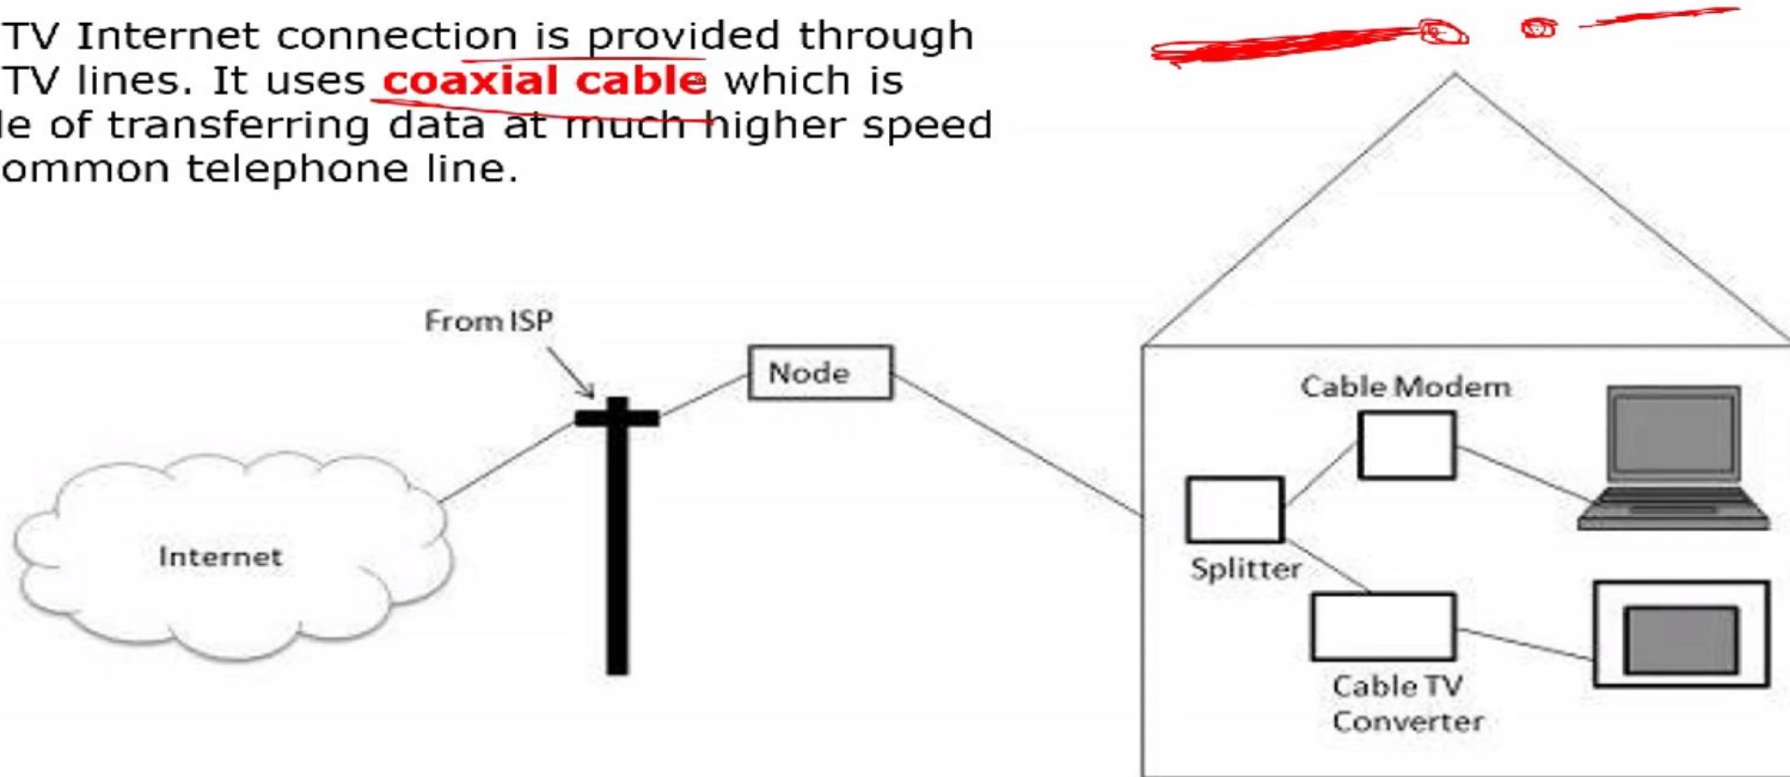 TV Internet connection is provided through
TV lines. It uses coaxial cable which is
le of transferring data at much higher speed
ommon telephone line.
From ISP
Node
Cable Modem
Internet
Splitter
Cable TV
Converter